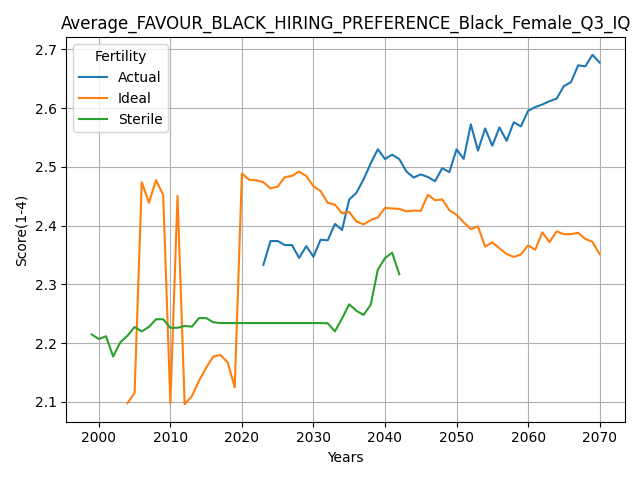 Average_FAVOUR_BLACK_HIRING_PREFERENCE_Black_Female_Q3_IQ
Fertility
Actual
Ideal
Sterile
2.7
2.6
2.5
2.4
2.3
2.2
2.1
Score(1-4)
2000 2010 2020 2030 2040 2050 2060 2070
Years